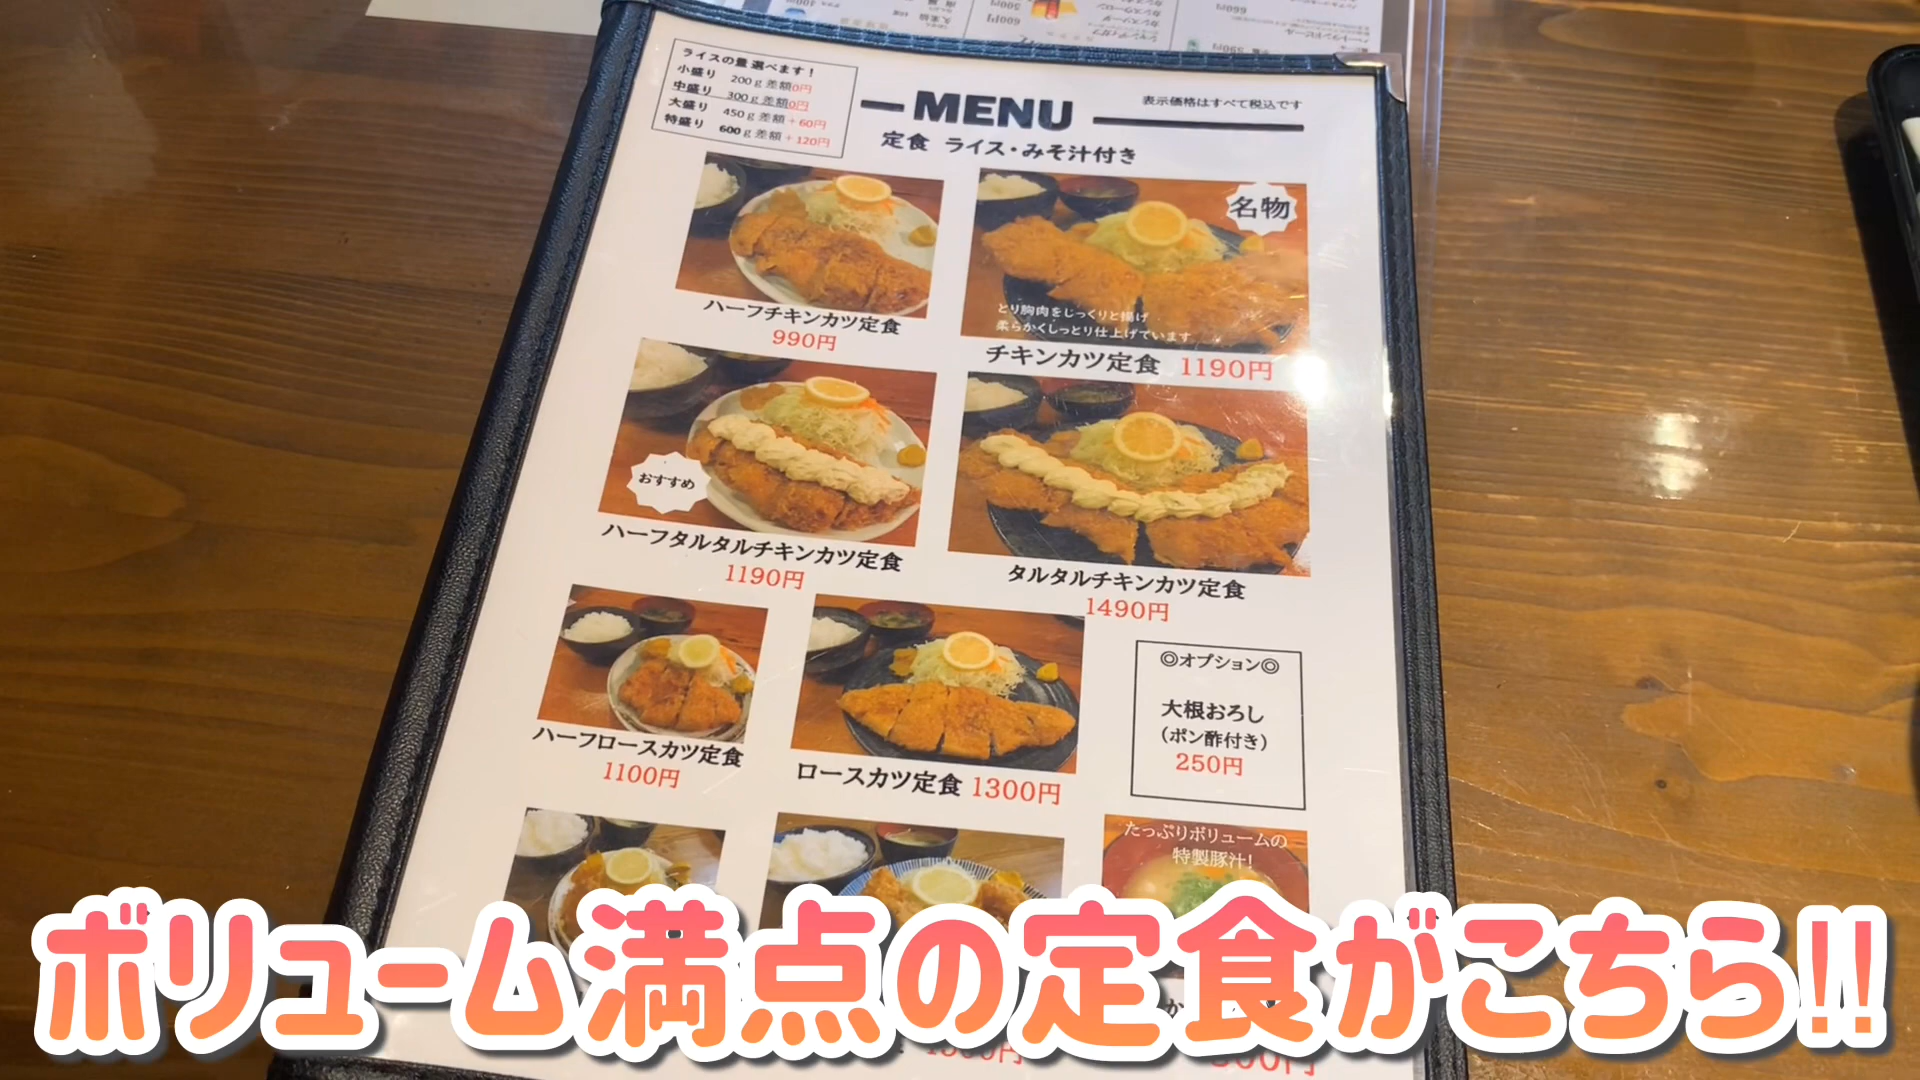 ライスの量 選べます！
小盛り 200g 差額0円
中盛り 300g 差額0円
大盛り 450g 差額+60円
特盛り 600g 差額+120円
MENU
表示価格はすべて税込です
定食 ライス・みそ汁付き
名物
とり胸肉をじっくりと揚げ
柔らかくしっとり仕上げています
ハーフチキンカツ定食
990円
チキンカツ定食 1190円
おすすめ
ハーフタルタルチキンカツ定食
1190円
タルタルチキンカツ定食
1490円
ハーフロースカツ定食
1100円
ロースカツ定食 1300円
◎オプション◎
大根おろし
（ポン酢付き）
250円
たっぷりボリュームの
特製豚汁！
ボリューム満点の定食がこちら!!